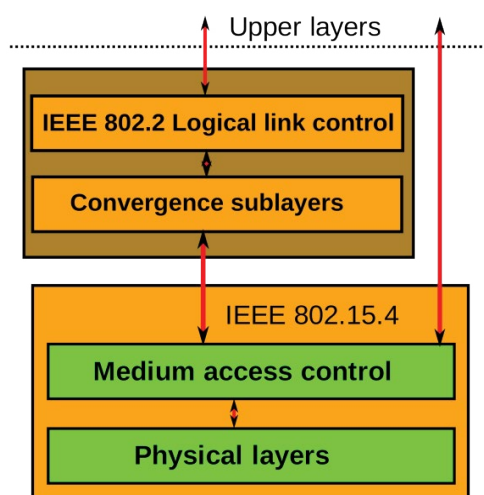 Upper layers
IEEE 802.2 Logical link control
Convergence sublayers
IEEE 802.15.4
Medium access control
Physical layers